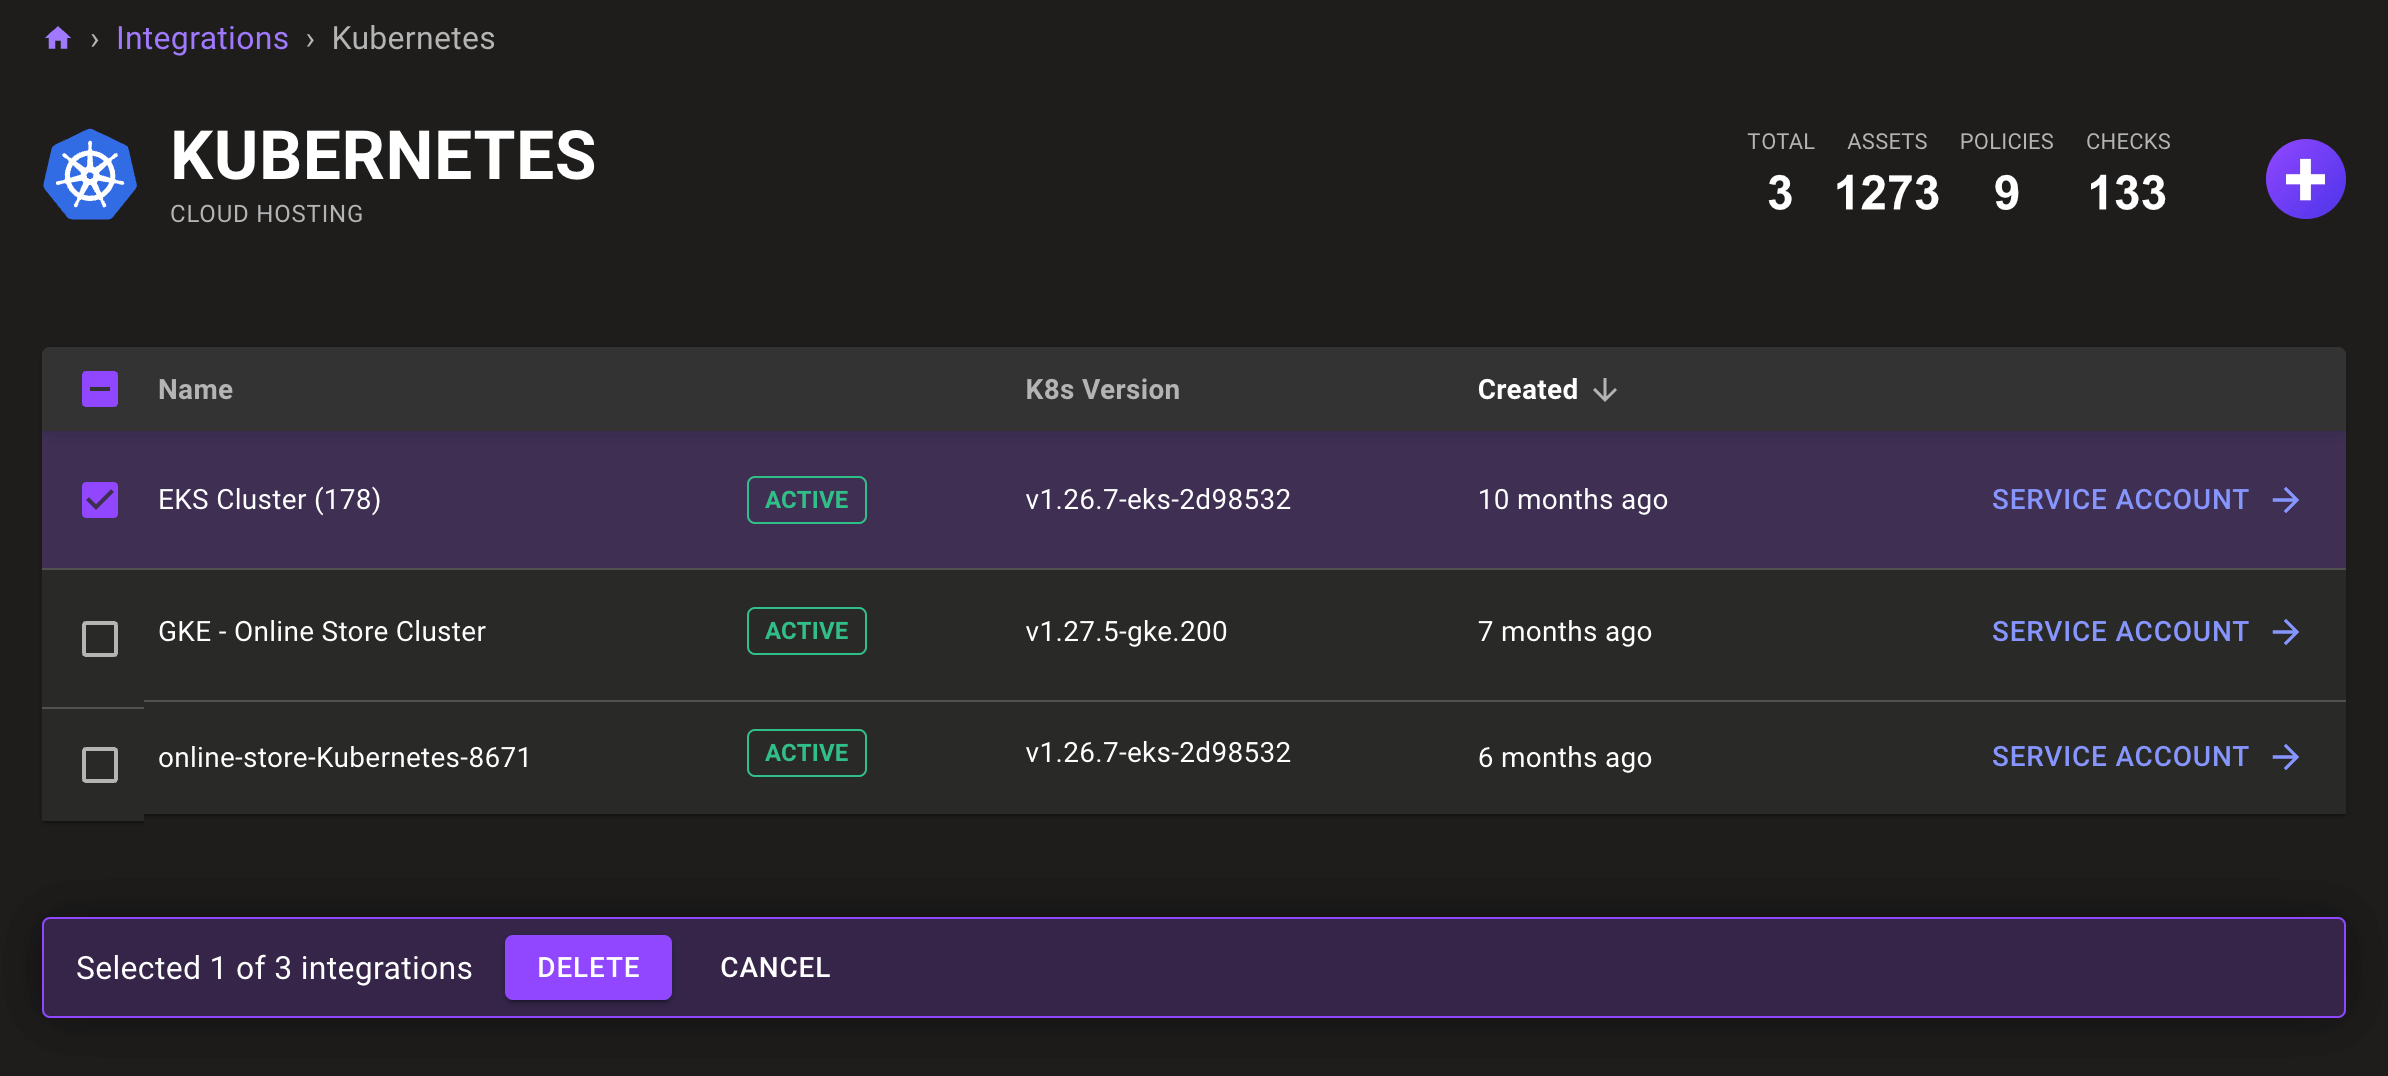 › Integrations › Kubernetes
KUBERNETES
CLOUD HOSTING
TOTAL ASSETS POLICIES CHECKS
3 1273 9 133
Name K8s Version Created
EKS Cluster (178) ACTIVE v1.26.7-eks-2d98532 10 months ago SERVICE ACCOUNT
GKE - Online Store Cluster ACTIVE v1.27.5-gke.200 7 months ago SERVICE ACCOUNT
online-store-Kubernetes-8671 ACTIVE v1.26.7-eks-2d98532 6 months ago SERVICE ACCOUNT
Selected 1 of 3 integrations DELETE CANCEL